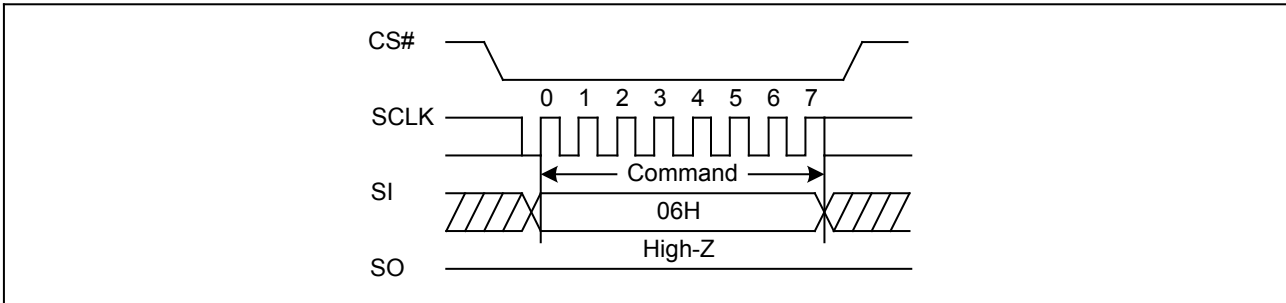 CS#
0 1 2 3 4 5 6 7
SCLK
Command
SI
06H
High-Z
SO